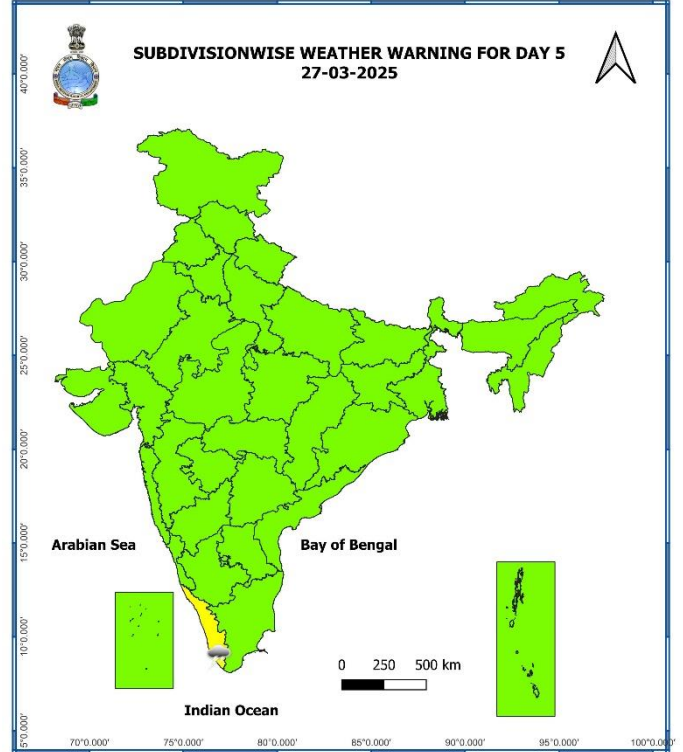 SUBDIVISIONWISE WEATHER WARNING FOR DAY 5
27-03-2025
40°0.000'
35°0.000'
30°0.000'
25°0.000'
20°0.000'
15°0.000'
10°0.000'
5°0.000'
Arabian Sea
Bay of Bengal
0 250 500 km
Indian Ocean
70°0.000' 75°0.000' 80°0.000' 85°0.000' 90°0.000' 95°0.000' 100°0.000'